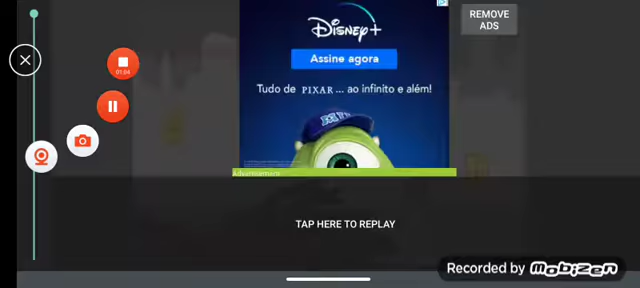 REMOVE
ADS
Disney+
Assine agora
01:04
Tudo de PIXAR... ao infinito e além!
MU
Advertisement
TAP HERE TO REPLAY
Recorded by mobizen